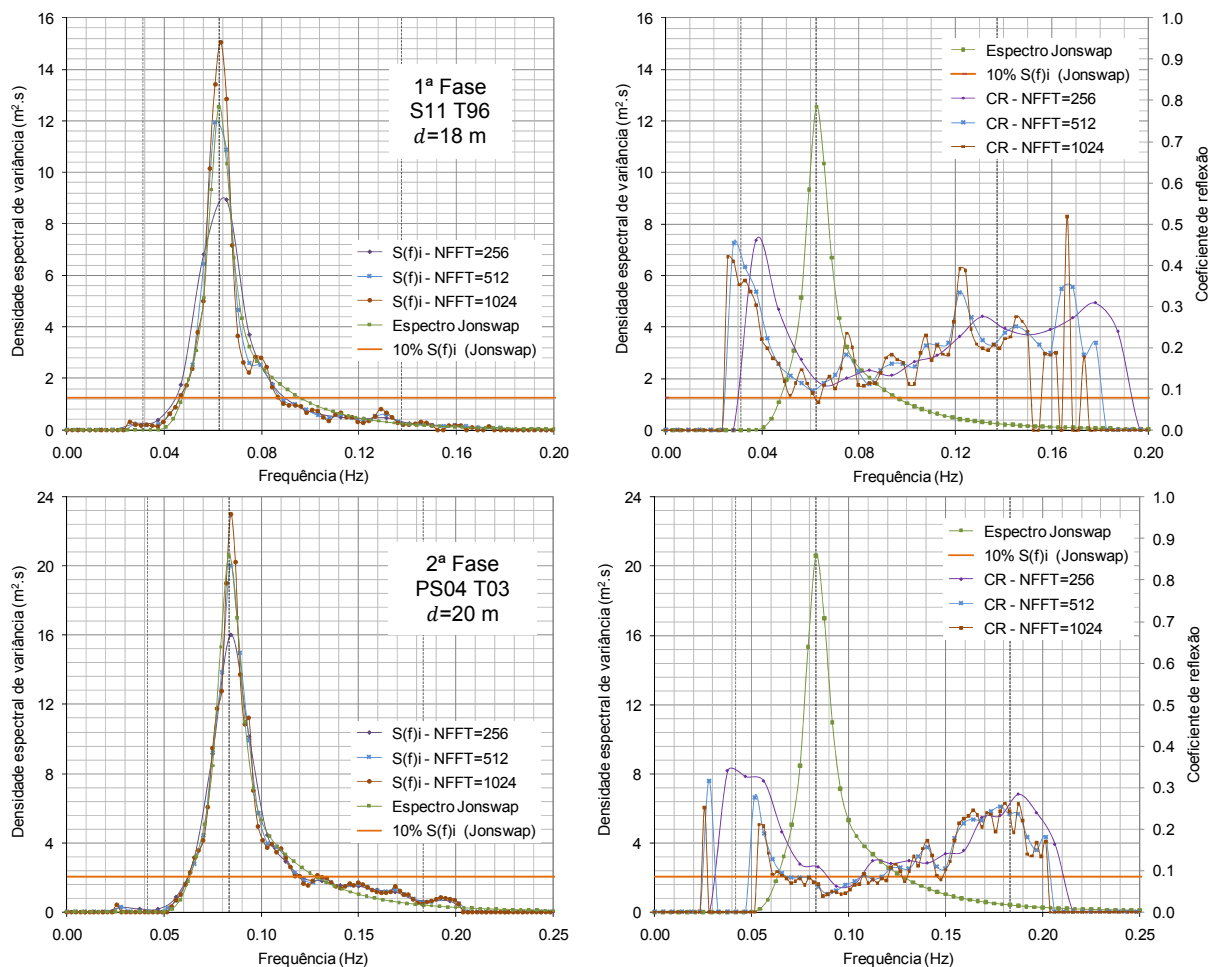 Densidade espectral de variância (m².s)
16
14
12
10
8
6
4
2
0
0.00
0.04
0.08
0.12
0.16
0.20
Frequência (Hz)
1ª Fase
S11 T96
d=18 m
S(f)i - NFFT=256
S(f)i - NFFT=512
S(f)i - NFFT=1024
Espectro Jonswap
10% S(f)i (Jonswap)
Densidade espectral de variância (m².s)
16
14
12
10
8
6
4
2
0
0.00
0.04
0.08
0.12
0.16
0.20
Frequência (Hz)
1.0
0.9
0.8
0.7
0.6
0.5
0.4
0.3
0.2
0.1
0.0
Coeficiente de reflexão
Espectro Jonswap
10% S(f)i (Jonswap)
CR - NFFT=256
CR - NFFT=512
CR - NFFT=1024
Densidade espectral de variância (m².s)
24
20
16
12
8
4
0
0.00
0.05
0.10
0.15
0.20
0.25
Frequência (Hz)
2ª Fase
PS04 T03
d=20 m
S(f)i - NFFT=256
S(f)i - NFFT=512
S(f)i - NFFT=1024
Espectro Jonswap
10% S(f)i (Jonswap)
Densidade espectral de variância (m².s)
24
20
16
12
8
4
0
0.00
0.05
0.10
0.15
0.20
0.25
Frequência (Hz)
1.0
0.9
0.8
0.7
0.6
0.5
0.4
0.3
0.2
0.1
0.0
Coeficiente de reflexão
Espectro Jonswap
10% S(f)i (Jonswap)
CR - NFFT=256
CR - NFFT=512
CR - NFFT=1024